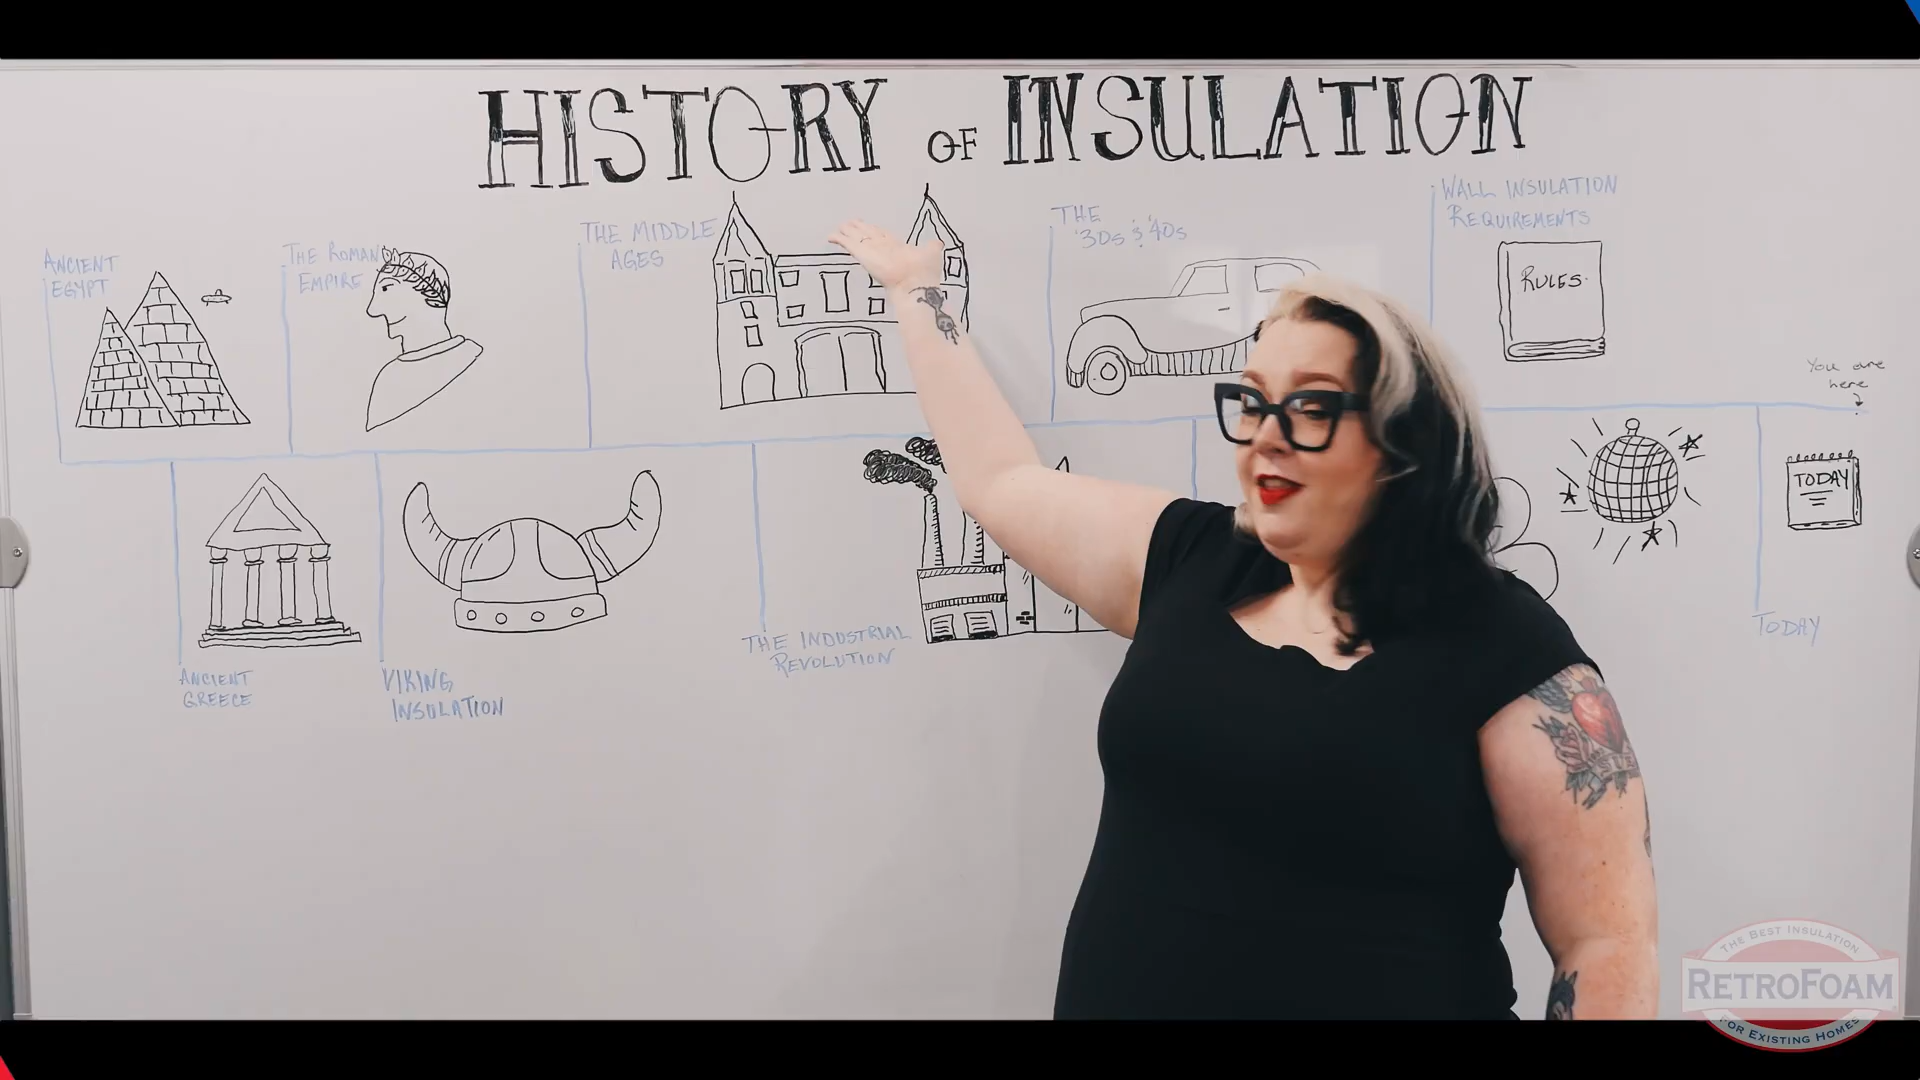 HISTORY OF INSULATION
ANCIENT
EGYPT
THE ROMAN
EMPIRE
THE MIDDLE
AGES
THE
'30s & '40s
WALL INSULATION
REQUIREMENTS
RULES
You are
here
TODAY
ANCIENT
GREECE
VIKING
INSULATION
THE INDUSTRIAL
REVOLUTION
TODAY
THE BEST INSULATION
RETROFOAM
FOR EXISTING HOMES